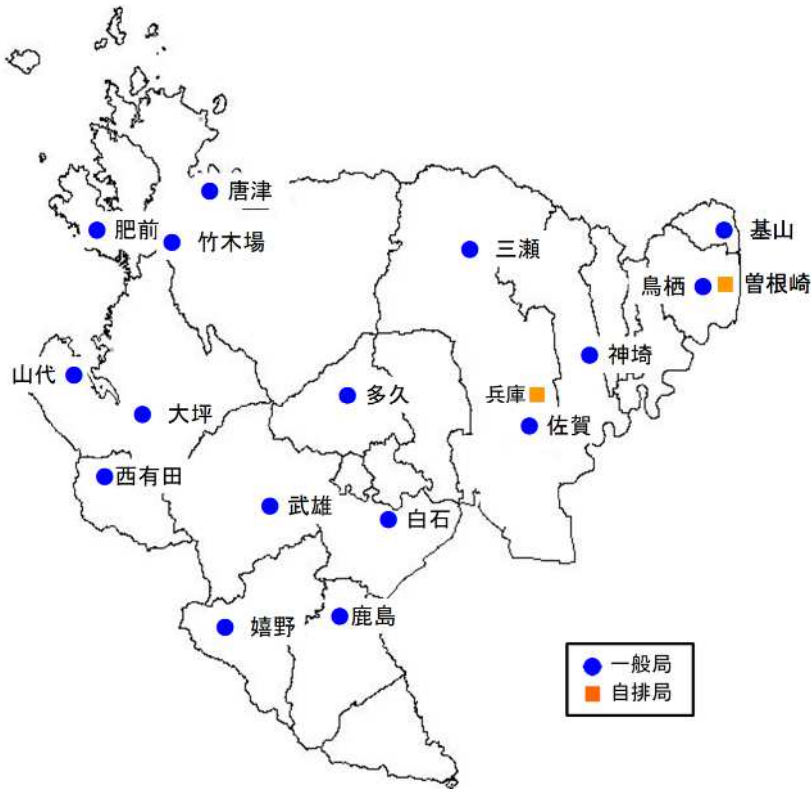 唐津
肥前
竹木場
三瀬
基山
鳥栖
曽根崎
神埼
山代
大坪
多久
兵庫
佐賀
西有田
武雄
白石
嬉野
鹿島
一般局
自排局